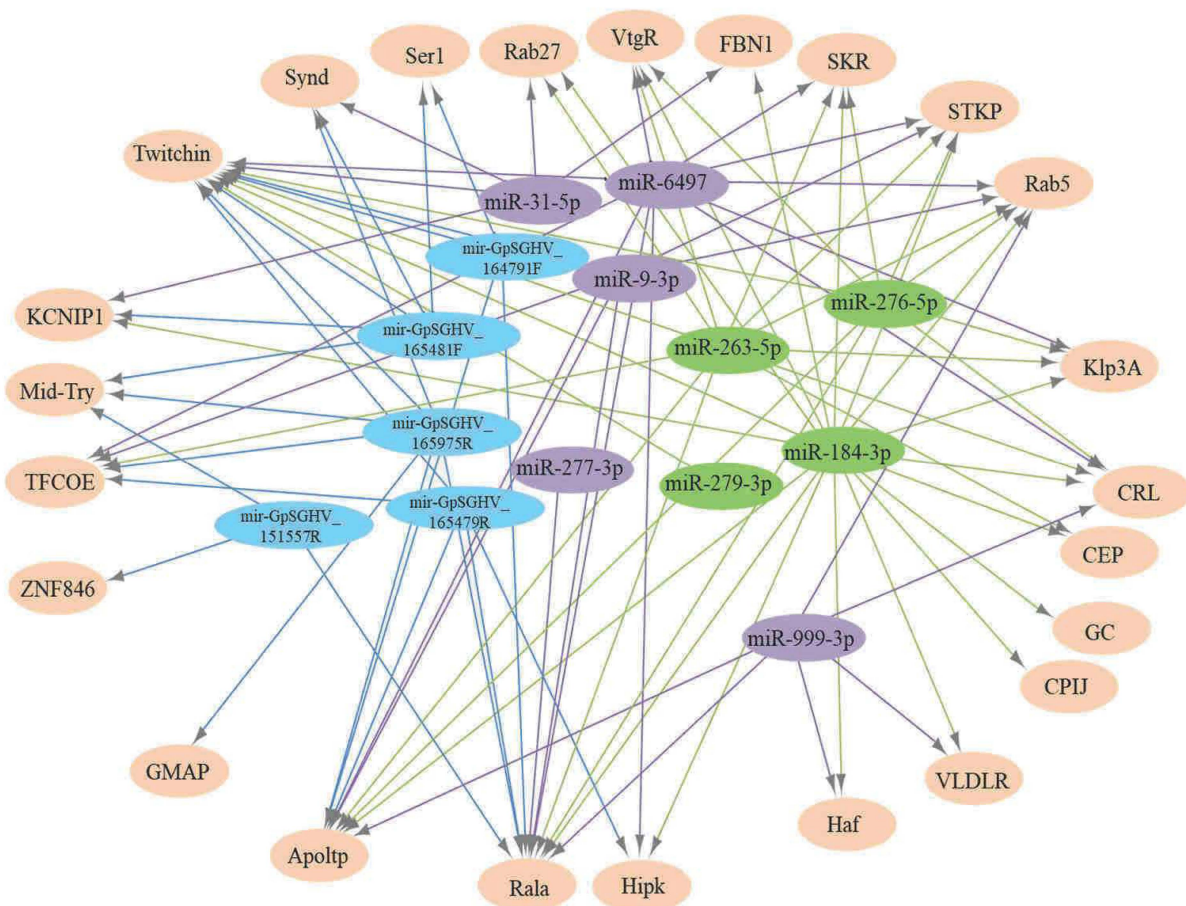 VtgR
FBN1
Ser1
Rab27
SKR
Synd
STKP
Twitchin
Rab5
miR-6497
miR-31-5p
mir-GpSGHV_
164791F
miR-9-3p
miR-276-5p
KCNIP1
mir-GpSGHV_
165481F
miR-263-5p
Klp3A
Mid-Try
mir-GpSGHV_
165975R
miR-184-3p
TFCOE
miR-277-3p
miR-279-3p
CRL
mir-GpSGHV_
151557R
mir-GpSGHV_
165479R
CEP
ZNF846
GC
miR-999-3p
CPIJ
GMAP
VLDLR
Haf
Apoltp
Rala
Hipk